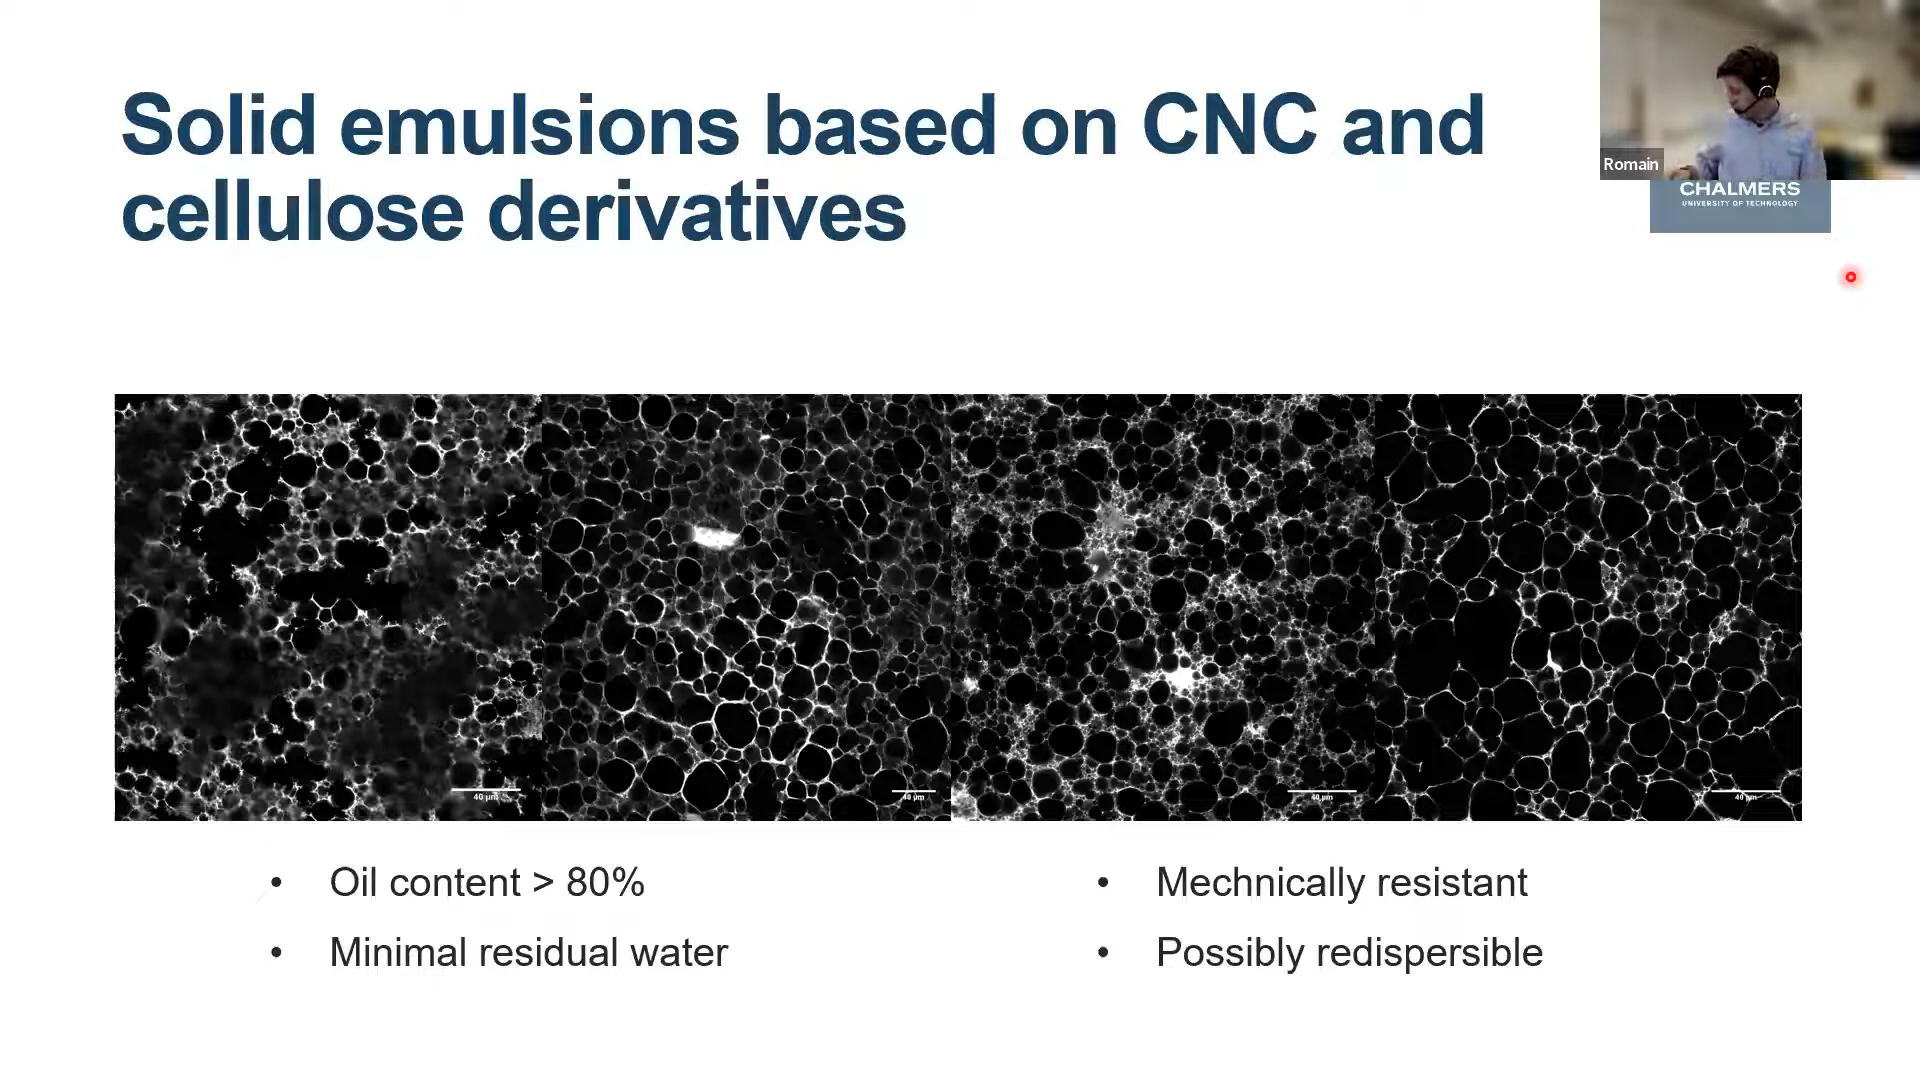 Solid emulsions based on CNC and
cellulose derivatives
Romain
CHALMERS
UNIVERSITY OF TECHNOLOGY
40 µm
40 µm
40 µm
40 µm
• Oil content > 80%
• Minimal residual water
• Mechnically resistant
• Possibly redispersible